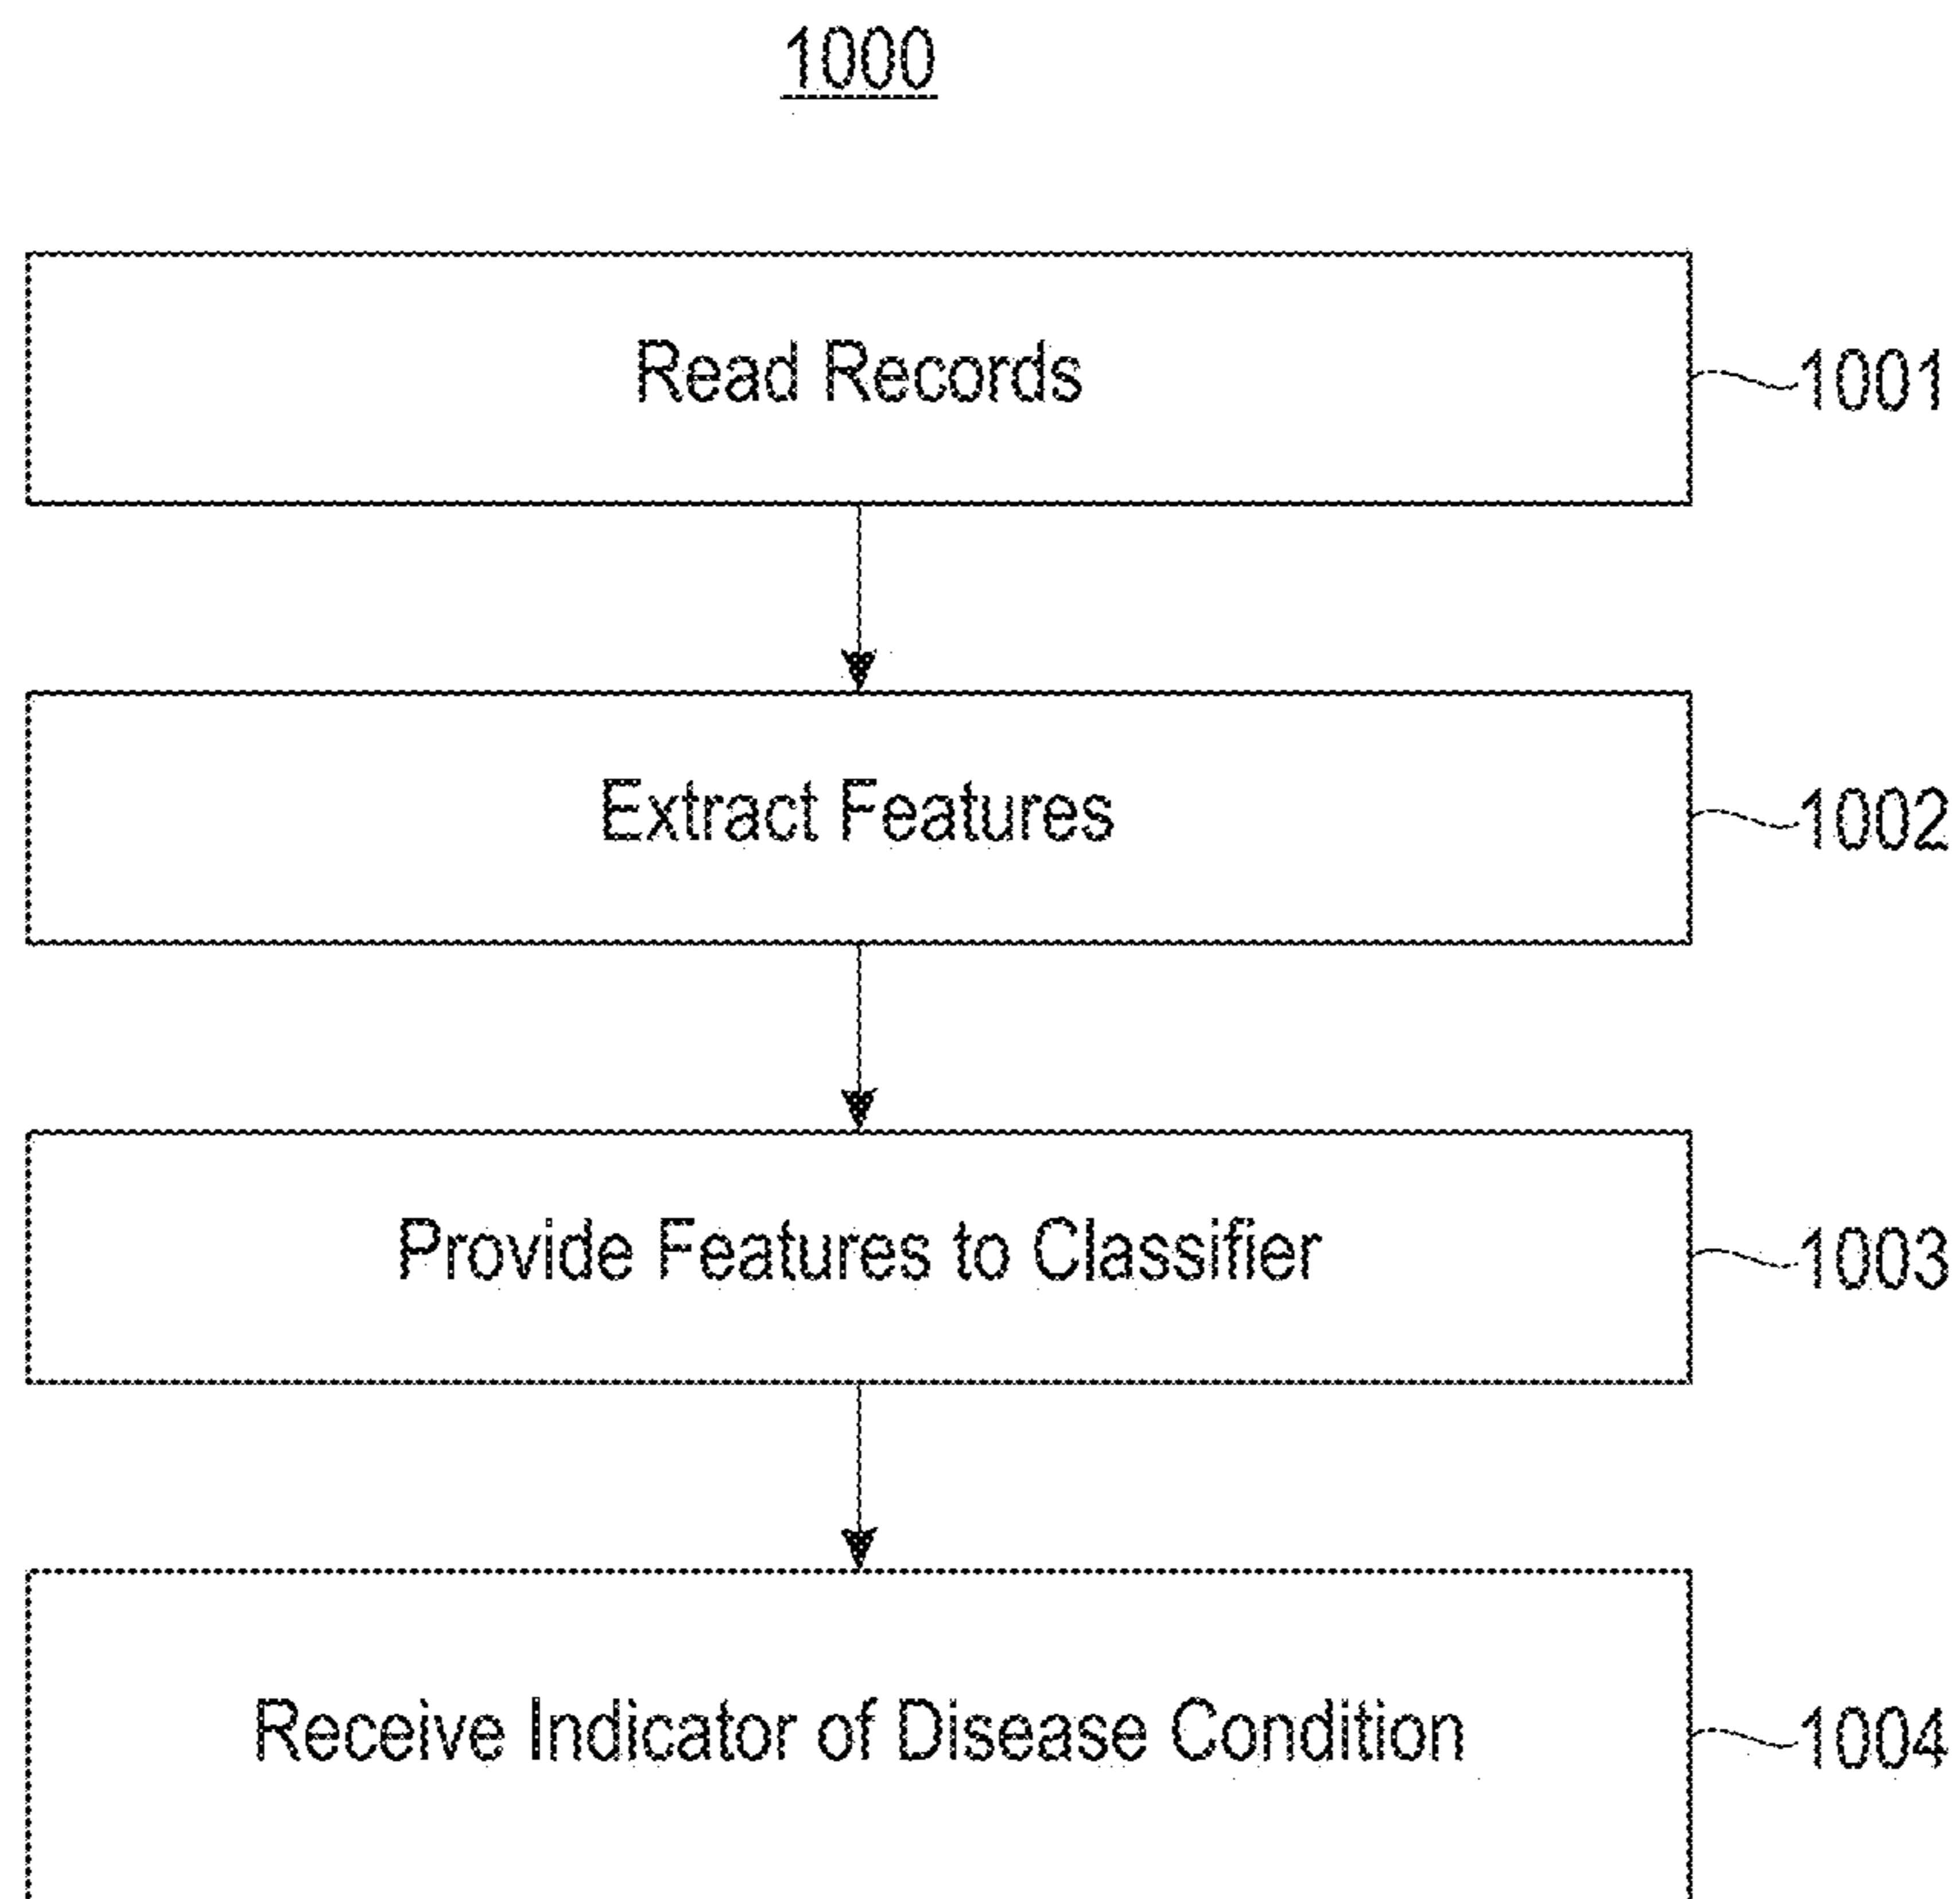 1000
Read Records
1001
Extract Features
1002
Provide Features to Classifier
1003
Receive Indicator of Disease Condition
1004